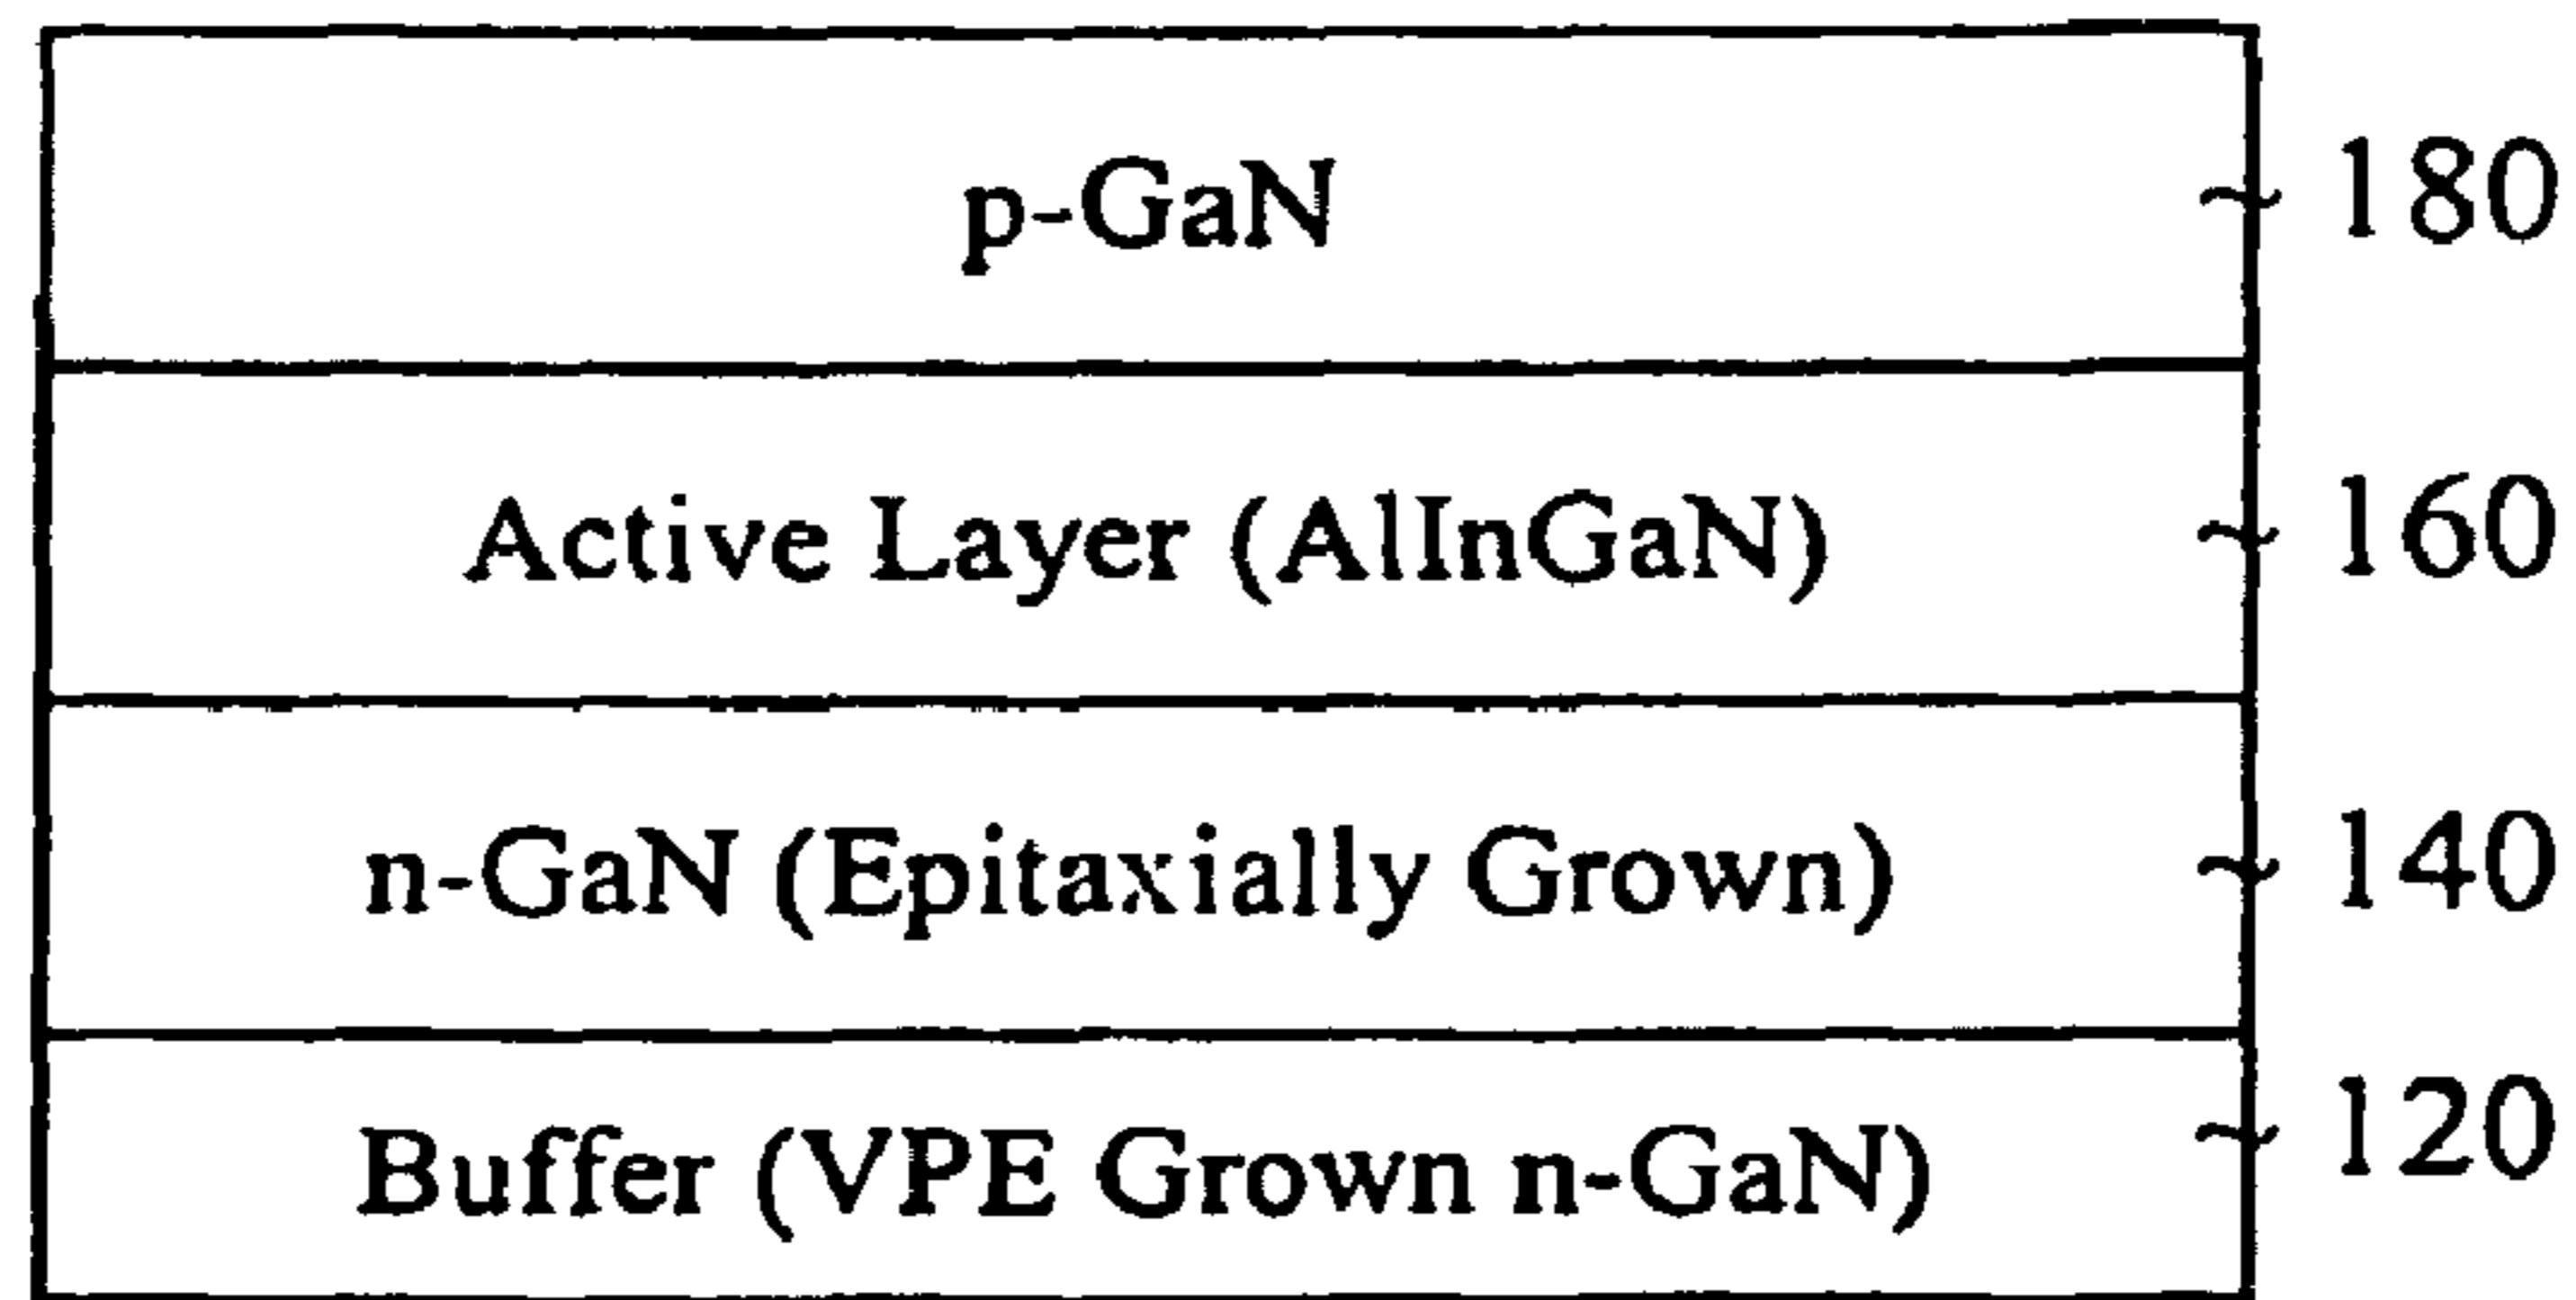 p-GaN 180
Active Layer (AlInGaN) 160
n-GaN (Epitaxially Grown) 140
Buffer (VPE Grown n-GaN) 120